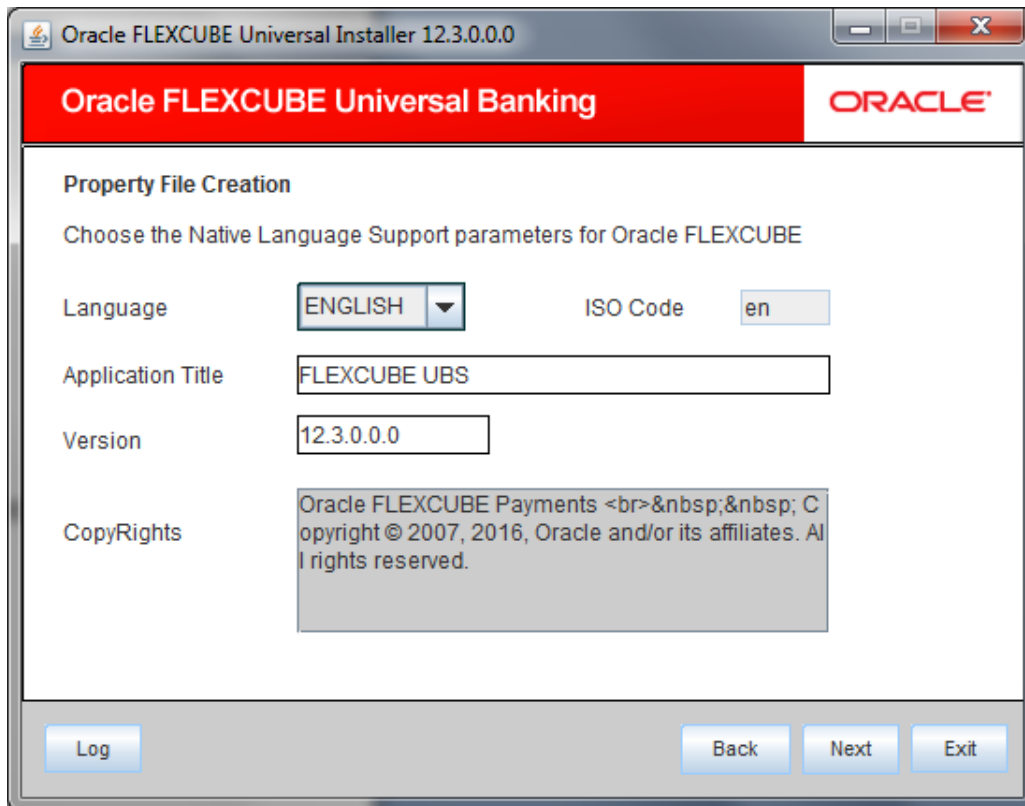 Oracle FLEXCUBE Universal Installer 12.3.0.0.0
Oracle FLEXCUBE Universal Banking
ORACLE®
Property File Creation
Choose the Native Language Support parameters for Oracle FLEXCUBE
Language ENGLISH ISO Code en
Application Title FLEXCUBE UBS
Version 12.3.0.0.0
CopyRights
Oracle FLEXCUBE Payments <br>&nbsp;&nbsp; C
opyright © 2007, 2016, Oracle and/or its affiliates. Al
l rights reserved.
Log Back Next Exit